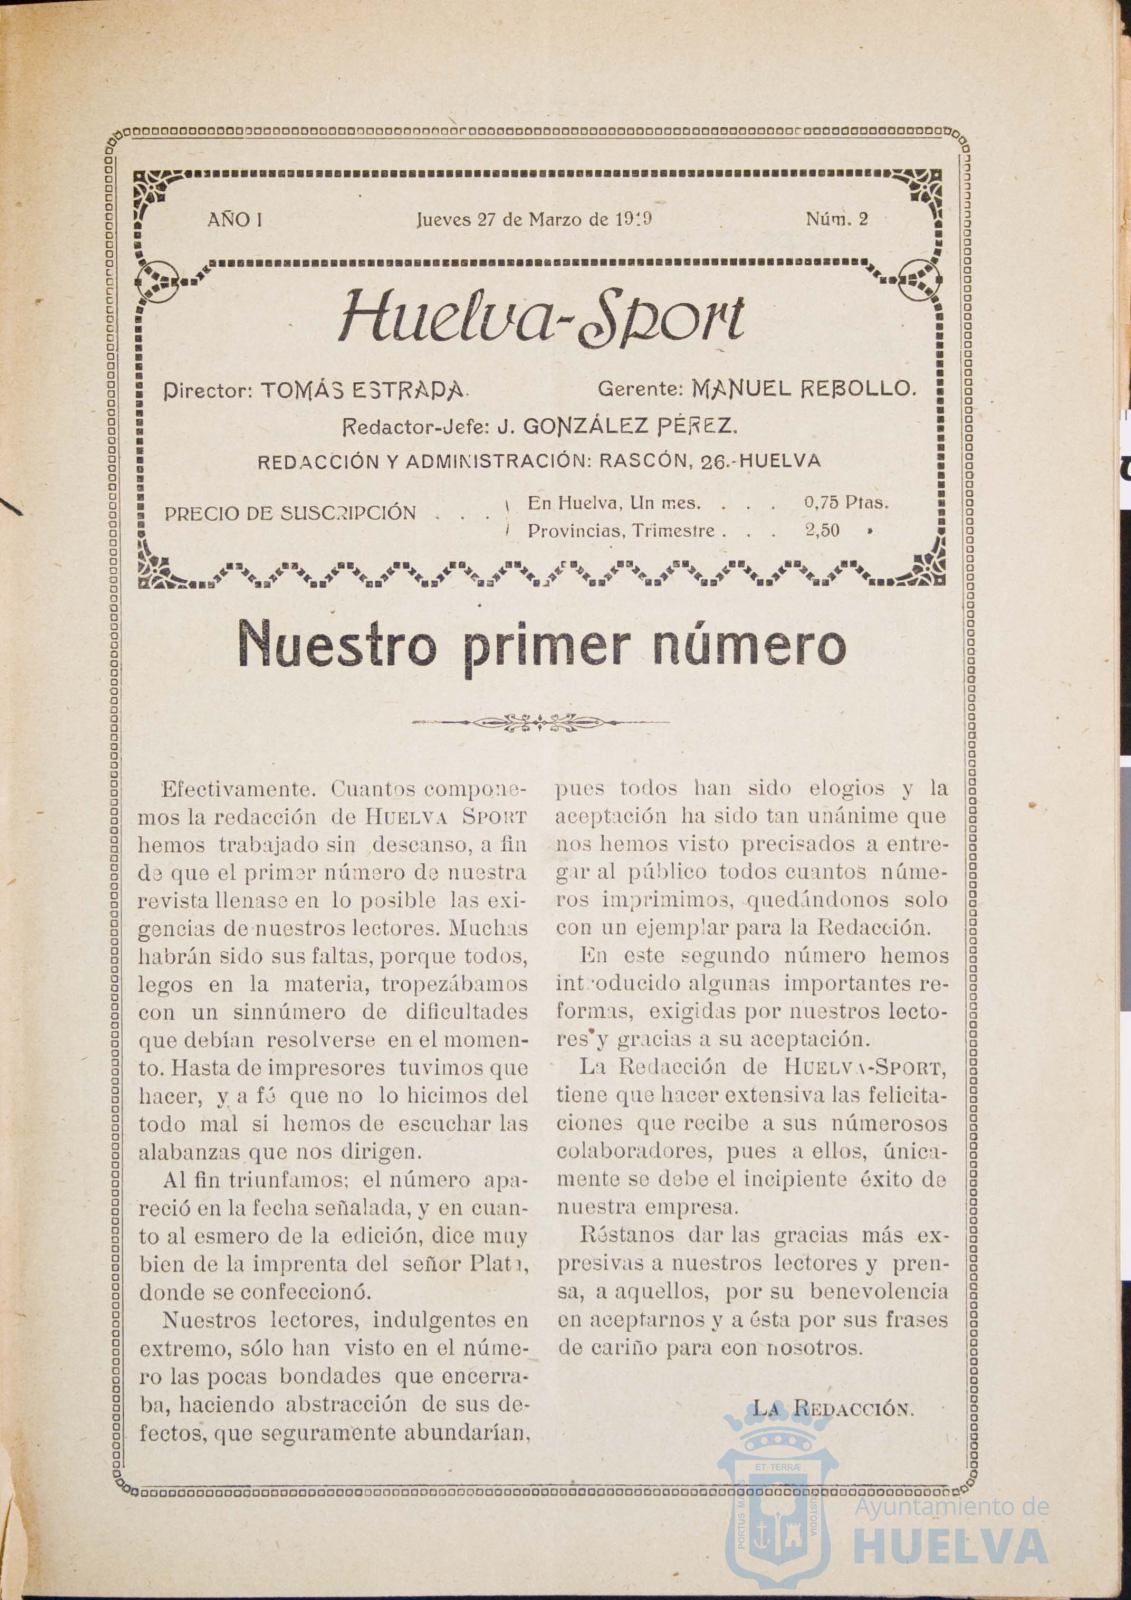 AÑO I Jueves 27 de Marzo de 1919 Núm. 2
Huelva-Sport
Director: TOMÁS ESTRADA. Gerente: MANUEL REBOLLO.
Redactor-Jefe: J. GONZÁLEZ PÉREZ.
REDACCIÓN Y ADMINISTRACIÓN: RASCÓN, 26.-HUELVA
PRECIO DE SUSCRIPCIÓN . . .
En Huelva, Un mes. . . . 0,75 Ptas.
Provincias, Trimestre . . . 2,50 »
Nuestro primer número
Efectivamente. Cuantos compone-
mos la redacción de HUELVA SPORT
hemos trabajado sin descanso, a fin
de que el primer número de nuestra
revista llenase en lo posible las exi-
gencias de nuestros lectores. Muchas
habrán sido sus faltas, porque todos,
legos en la materia, tropezábamos
con un sinnúmero de dificultades
que debían resolverse en el momen-
to. Hasta de impresores tuvimos que
hacer, y a fé que no lo hicimos del
todo mal si hemos de escuchar las
alabanzas que nos dirigen.
Al fin triunfamos; el número apa-
reció en la fecha señalada, y en cuan-
to al esmero de la edición, dice muy
bien de la imprenta del señor Plata,
donde se confeccionó.
Nuestros lectores, indulgentes en
extremo, sólo han visto en el núme-
ro las pocas bondades que encerra-
ba, haciendo abstracción de sus de-
fectos, que seguramente abundarían,
pues todos han sido elogios y la
aceptación ha sido tan unánime que
nos hemos visto precisados a entre-
gar al público todos cuantos núme-
ros imprimimos, quedándonos solo
con un ejemplar para la Redacción.
En este segundo número hemos
introducido algunas importantes re-
formas, exigidas por nuestros lecto-
res y gracias a su aceptación.
La Redacción de HUELVA-SPORT,
tiene que hacer extensiva las felicita-
ciones que recibe a sus númerosos
colaboradores, pues a ellos, única-
mente se debe el incipiente éxito de
nuestra empresa.
Réstanos dar las gracias más ex-
presivas a nuestros lectores y pren-
sa, a aquellos, por su benevolencia
en aceptarnos y a ésta por sus frases
de cariño para con nosotros.
LA REDACCIÓN.
ET TERRÆ
PORTUS MARIS
CUSTODIA
Ayuntamiento de
HUELVA